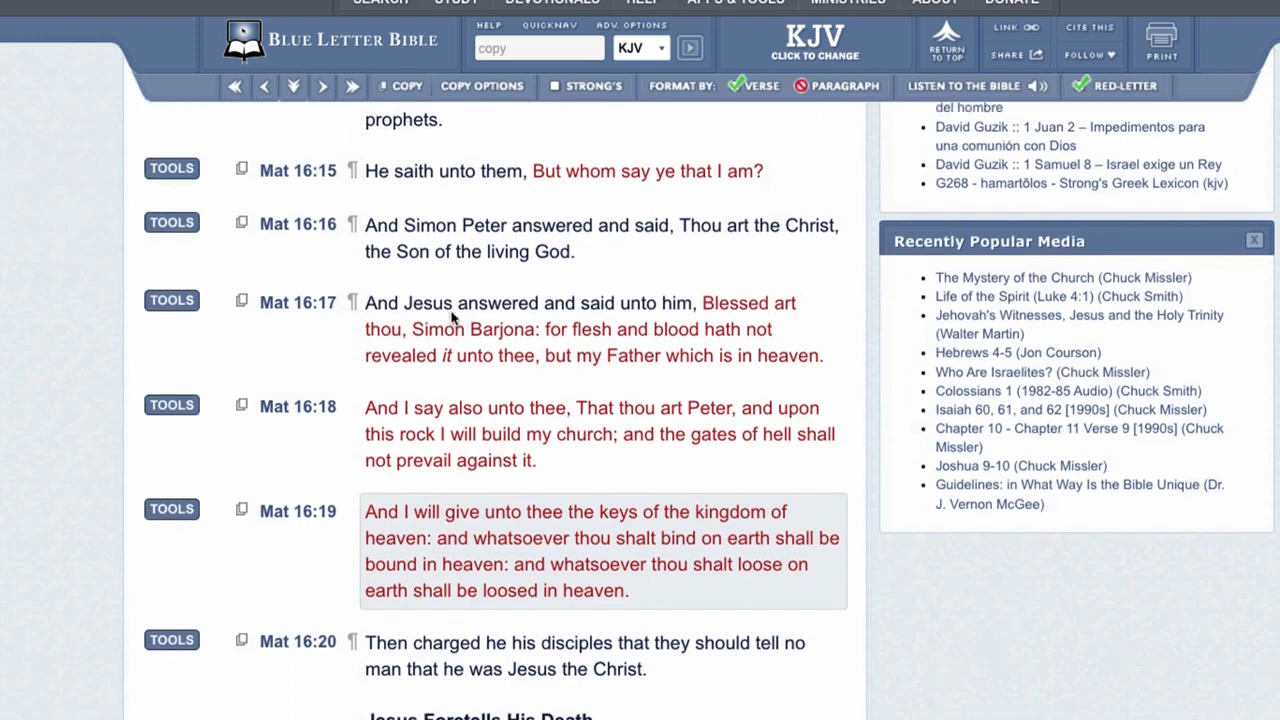 SEARCH STUDY DEVOTIONALS HELP APPS & TOOLS MINISTRIES ABOUT DONATE
BLUE LETTER BIBLE
HELP QUICKNAV ADV. OPTIONS
copy KJV
KJV
CLICK TO CHANGE
RETURN
TO TOP
LINK
SHARE
CITE THIS
FOLLOW
PRINT
COPY COPY OPTIONS STRONG'S FORMAT BY: VERSE PARAGRAPH LISTEN TO THE BIBLE RED-LETTER
prophets.
TOOLS Mat 16:15 ¶ He saith unto them, But whom say ye that I am?
TOOLS Mat 16:16 ¶ And Simon Peter answered and said, Thou art the Christ,
the Son of the living God.
TOOLS Mat 16:17 ¶ And Jesus answered and said unto him, Blessed art
thou, Simon Barjona: for flesh and blood hath not
revealed it unto thee, but my Father which is in heaven.
TOOLS Mat 16:18 And I say also unto thee, That thou art Peter, and upon
this rock I will build my church; and the gates of hell shall
not prevail against it.
TOOLS Mat 16:19 And I will give unto thee the keys of the kingdom of
heaven: and whatsoever thou shalt bind on earth shall be
bound in heaven: and whatsoever thou shalt loose on
earth shall be loosed in heaven.
TOOLS Mat 16:20 ¶ Then charged he his disciples that they should tell no
man that he was Jesus the Christ.
Jesus Foretells His Death
del hombre
David Guzik :: 1 Juan 2 – Impedimentos para
una comunión con Dios
David Guzik :: 1 Samuel 8 – Israel exige un Rey
G268 - hamartōlos - Strong's Greek Lexicon (kjv)
Recently Popular Media x
The Mystery of the Church (Chuck Missler)
Life of the Spirit (Luke 4:1) (Chuck Smith)
Jehovah's Witnesses, Jesus and the Holy Trinity
(Walter Martin)
Hebrews 4-5 (Jon Courson)
Who Are Israelites? (Chuck Missler)
Colossians 1 (1982-85 Audio) (Chuck Smith)
Isaiah 60, 61, and 62 [1990s] (Chuck Missler)
Chapter 10 - Chapter 11 Verse 9 [1990s] (Chuck
Missler)
Joshua 9-10 (Chuck Missler)
Guidelines: in What Way Is the Bible Unique (Dr.
J. Vernon McGee)